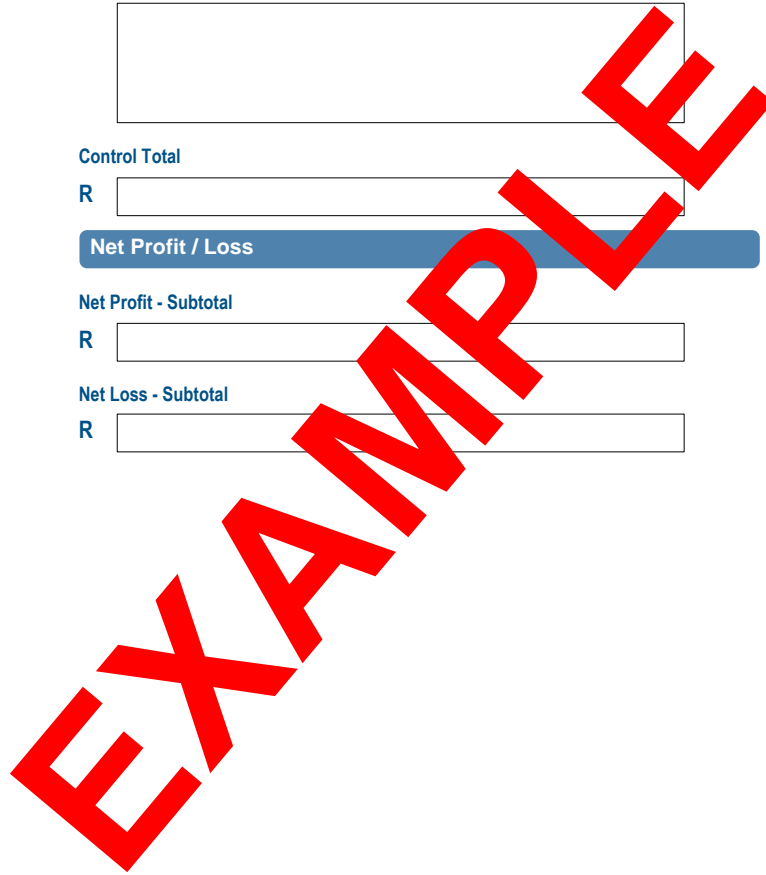 Control Total
R
Net Profit / Loss
Net Profit - Subtotal
R
Net Loss - Subtotal
R
EXAMPLE